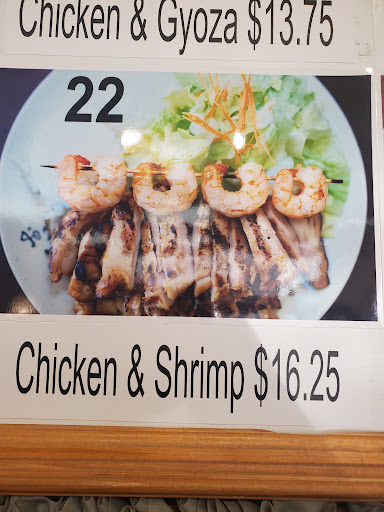 Chicken & Gyoza $13.75
22
Chicken & Shrimp $16.25